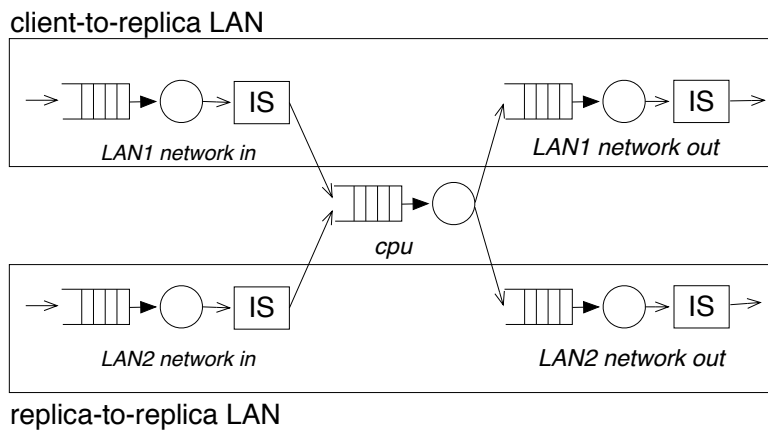 client-to-replica LAN
IS
IS
LAN1 network in
LAN1 network out
cpu
IS
IS
LAN2 network in
LAN2 network out
replica-to-replica LAN